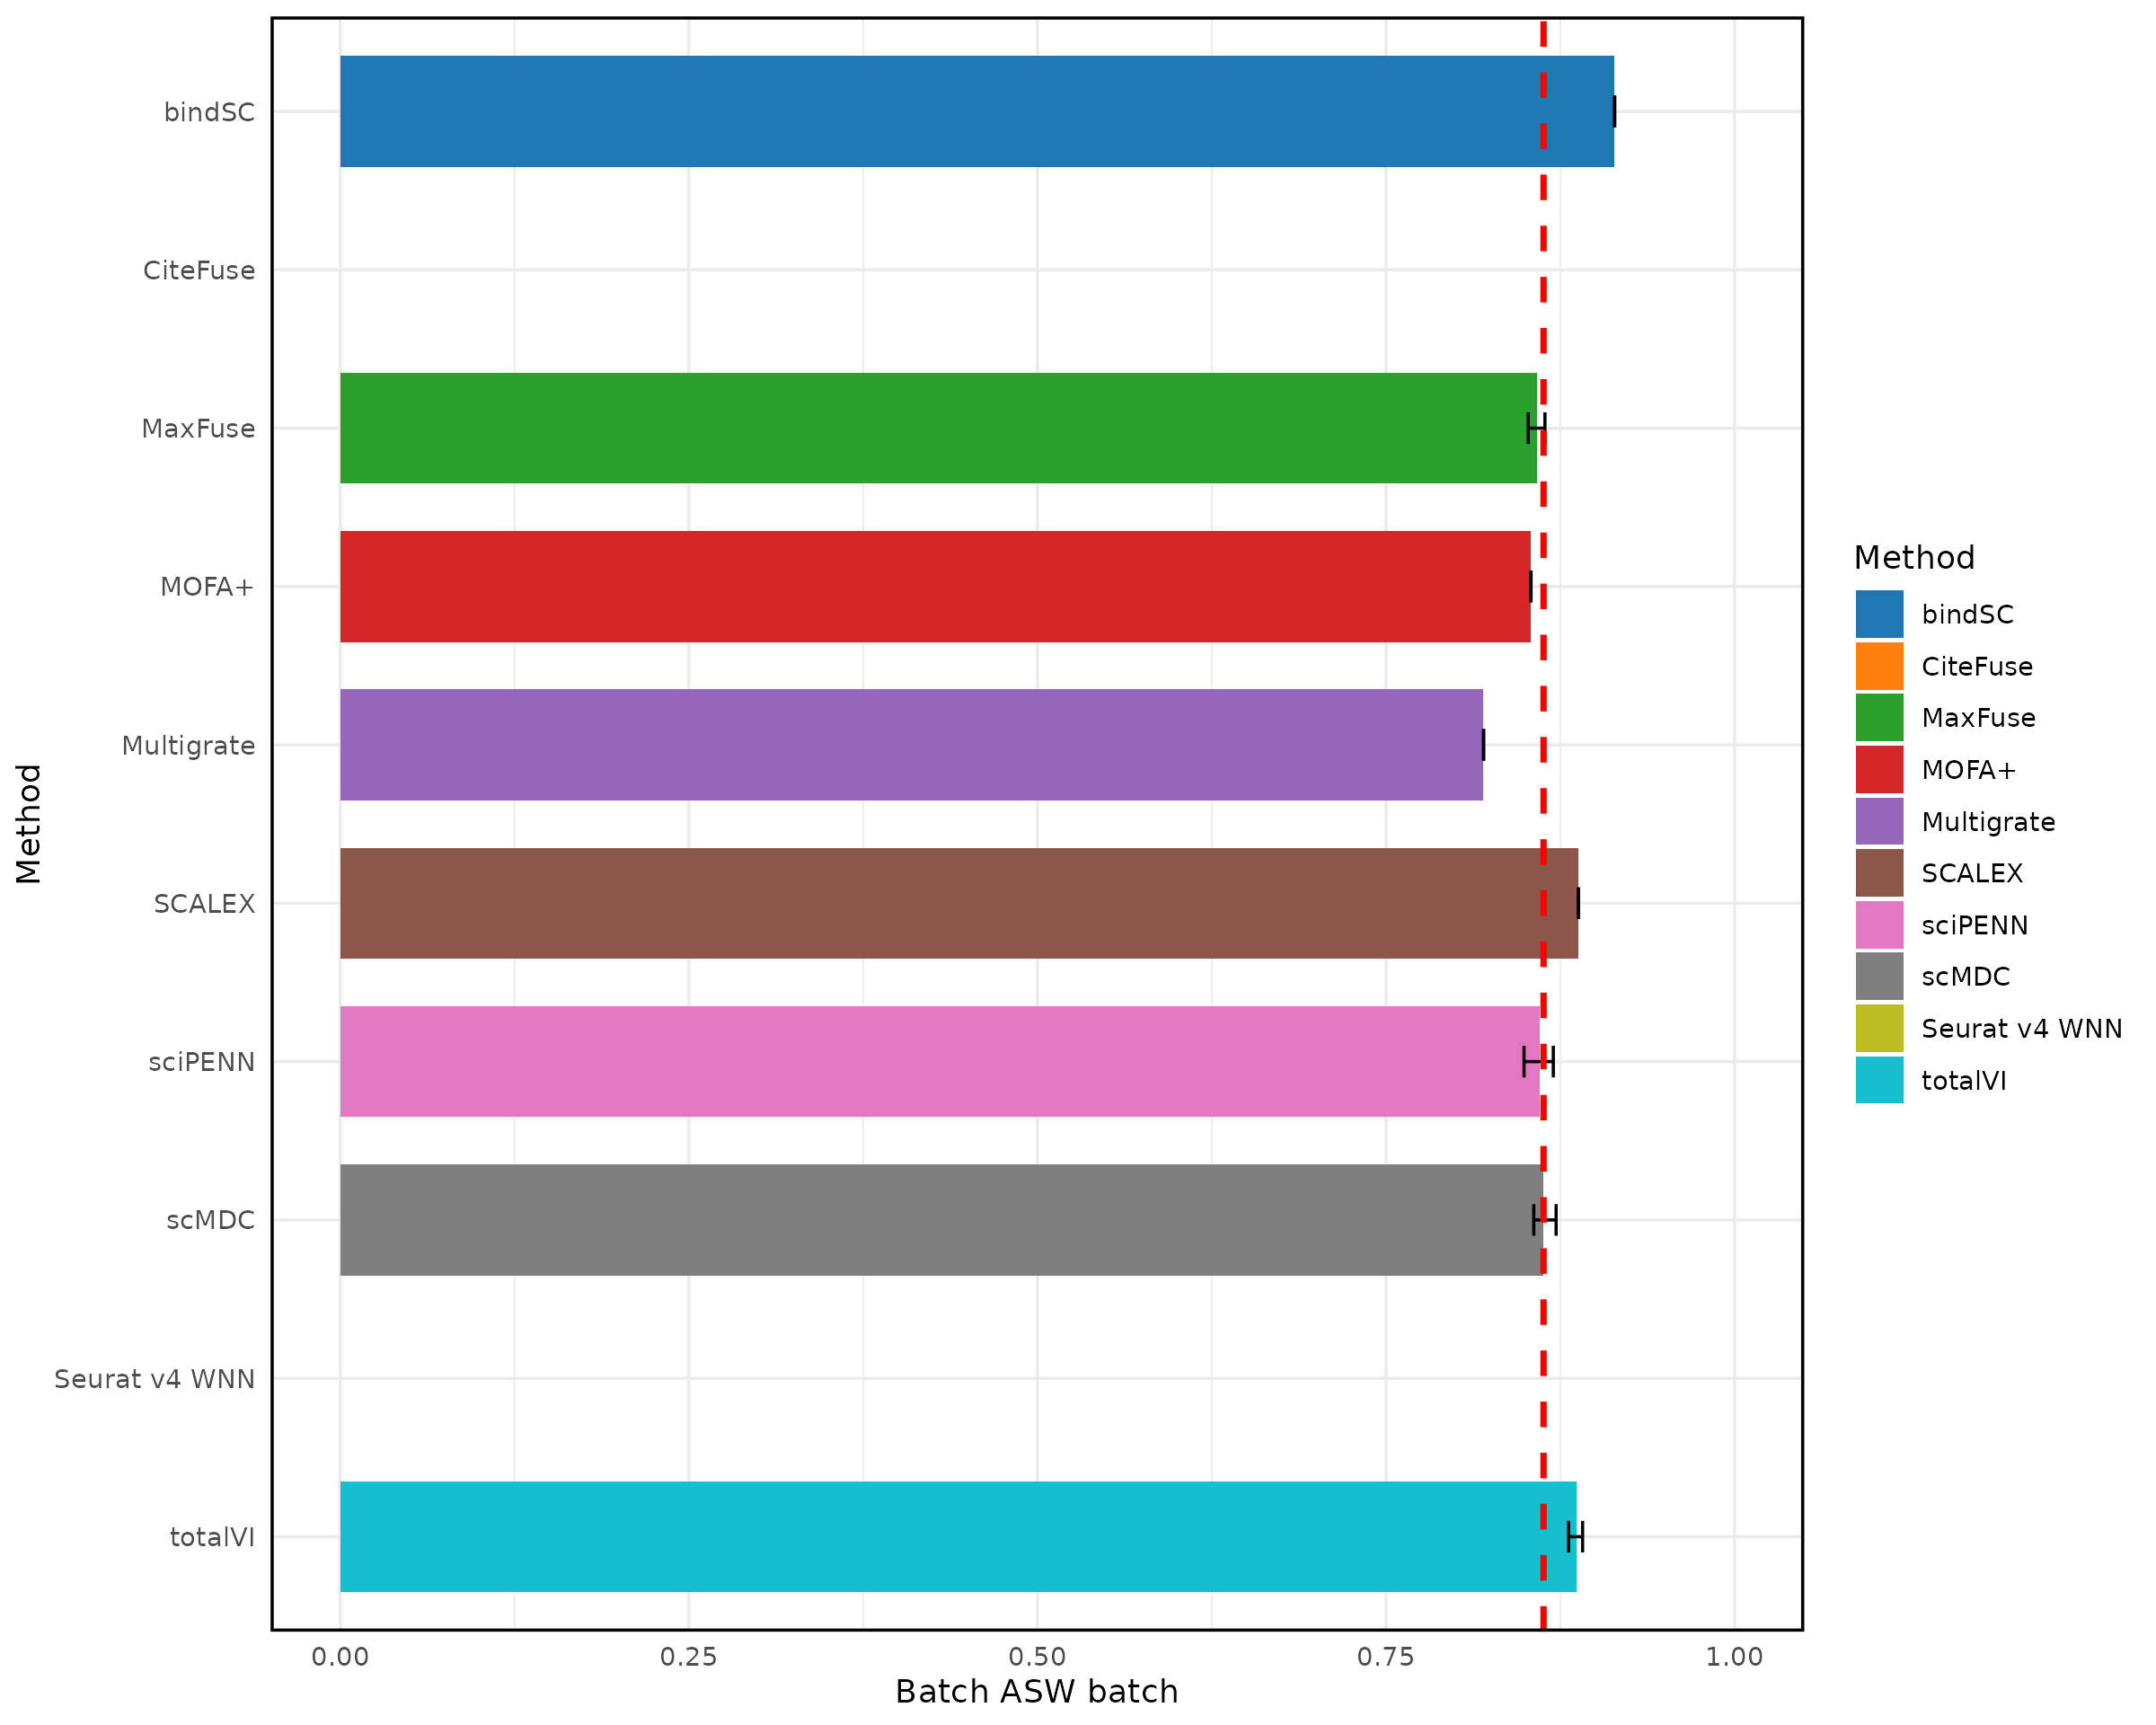 Method
bindSC
CiteFuse
MaxFuse
MOFA+
Multigrate
SCALEX
sciPENN
scMDC
Seurat v4 WNN
totalVI
0.00 0.25 0.50 0.75 1.00
Batch ASW batch
Method
bindSC
CiteFuse
MaxFuse
MOFA+
Multigrate
SCALEX
sciPENN
scMDC
Seurat v4 WNN
totalVI